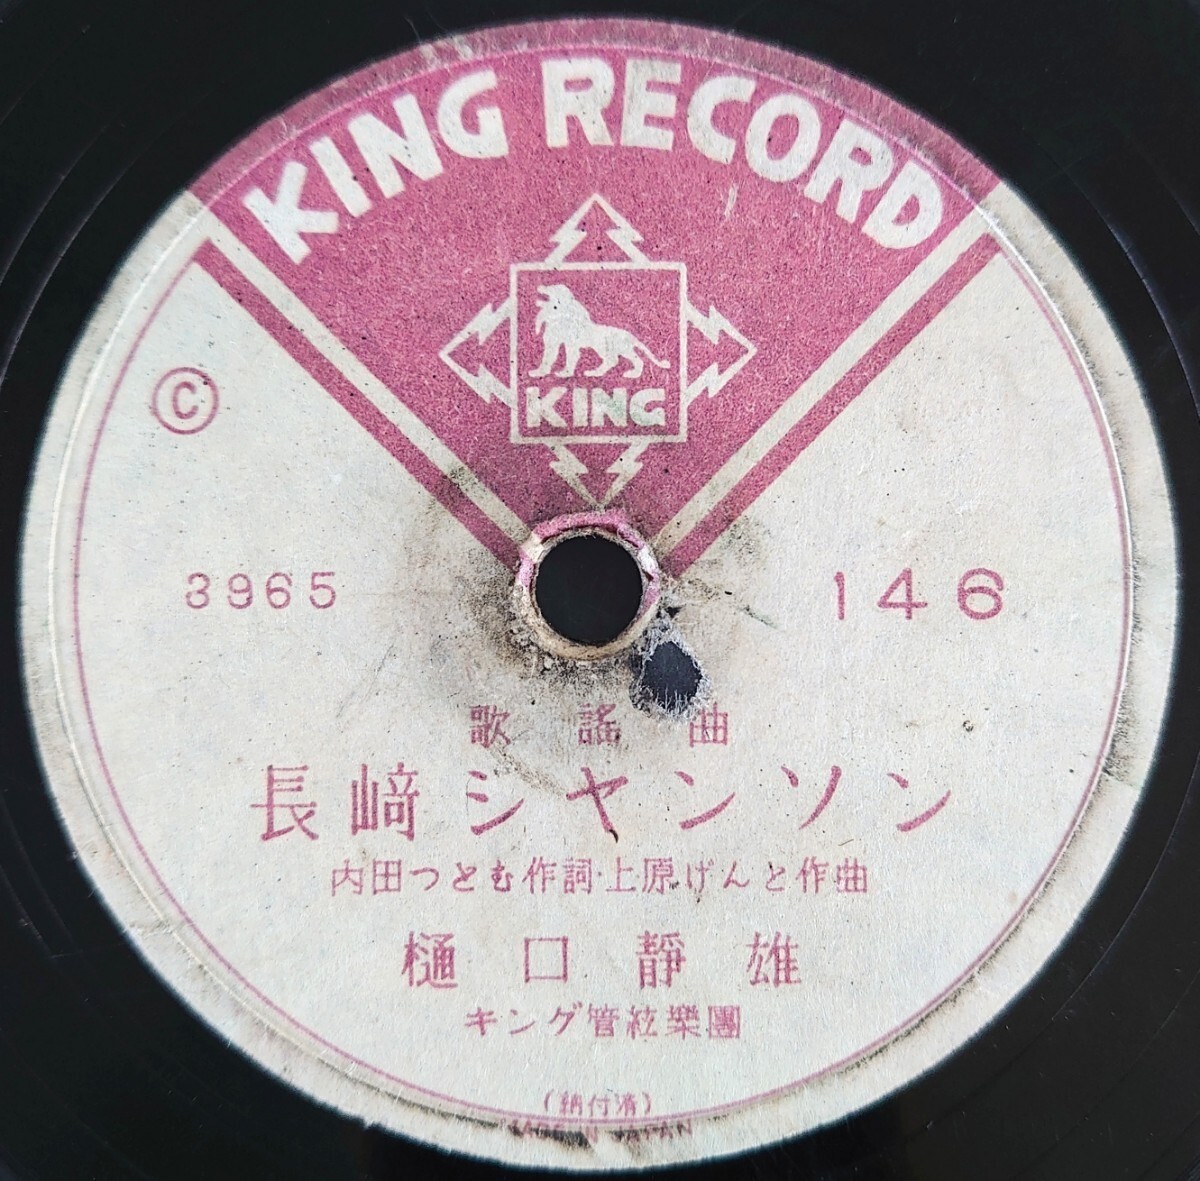 KING RECORD
KING
©
3965
146
歌謡曲
長崎シヤンソン
内田つとむ作詞・上原げんと作曲
樋口靜雄
キング管絃樂團
(納付済)
MADE IN JAPAN